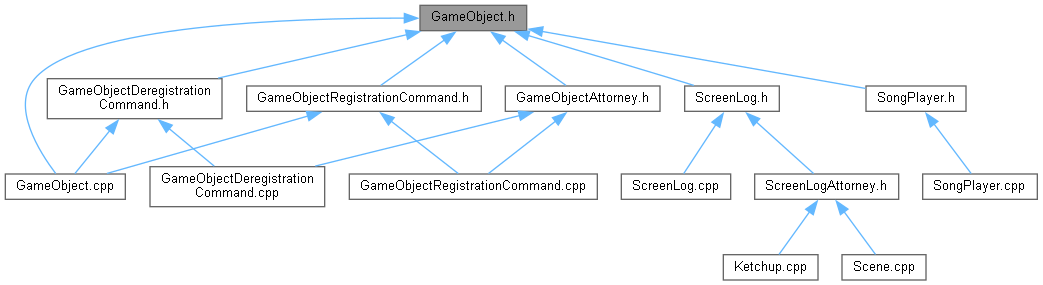 GameObject.h
GameObjectDeregistration
Command.h
GameObjectRegistrationCommand.h
GameObjectAttorney.h
ScreenLog.h
SongPlayer.h
GameObject.cpp
GameObjectDeregistration
Command.cpp
GameObjectRegistrationCommand.cpp
ScreenLog.cpp
ScreenLogAttorney.h
SongPlayer.cpp
Ketchup.cpp
Scene.cpp